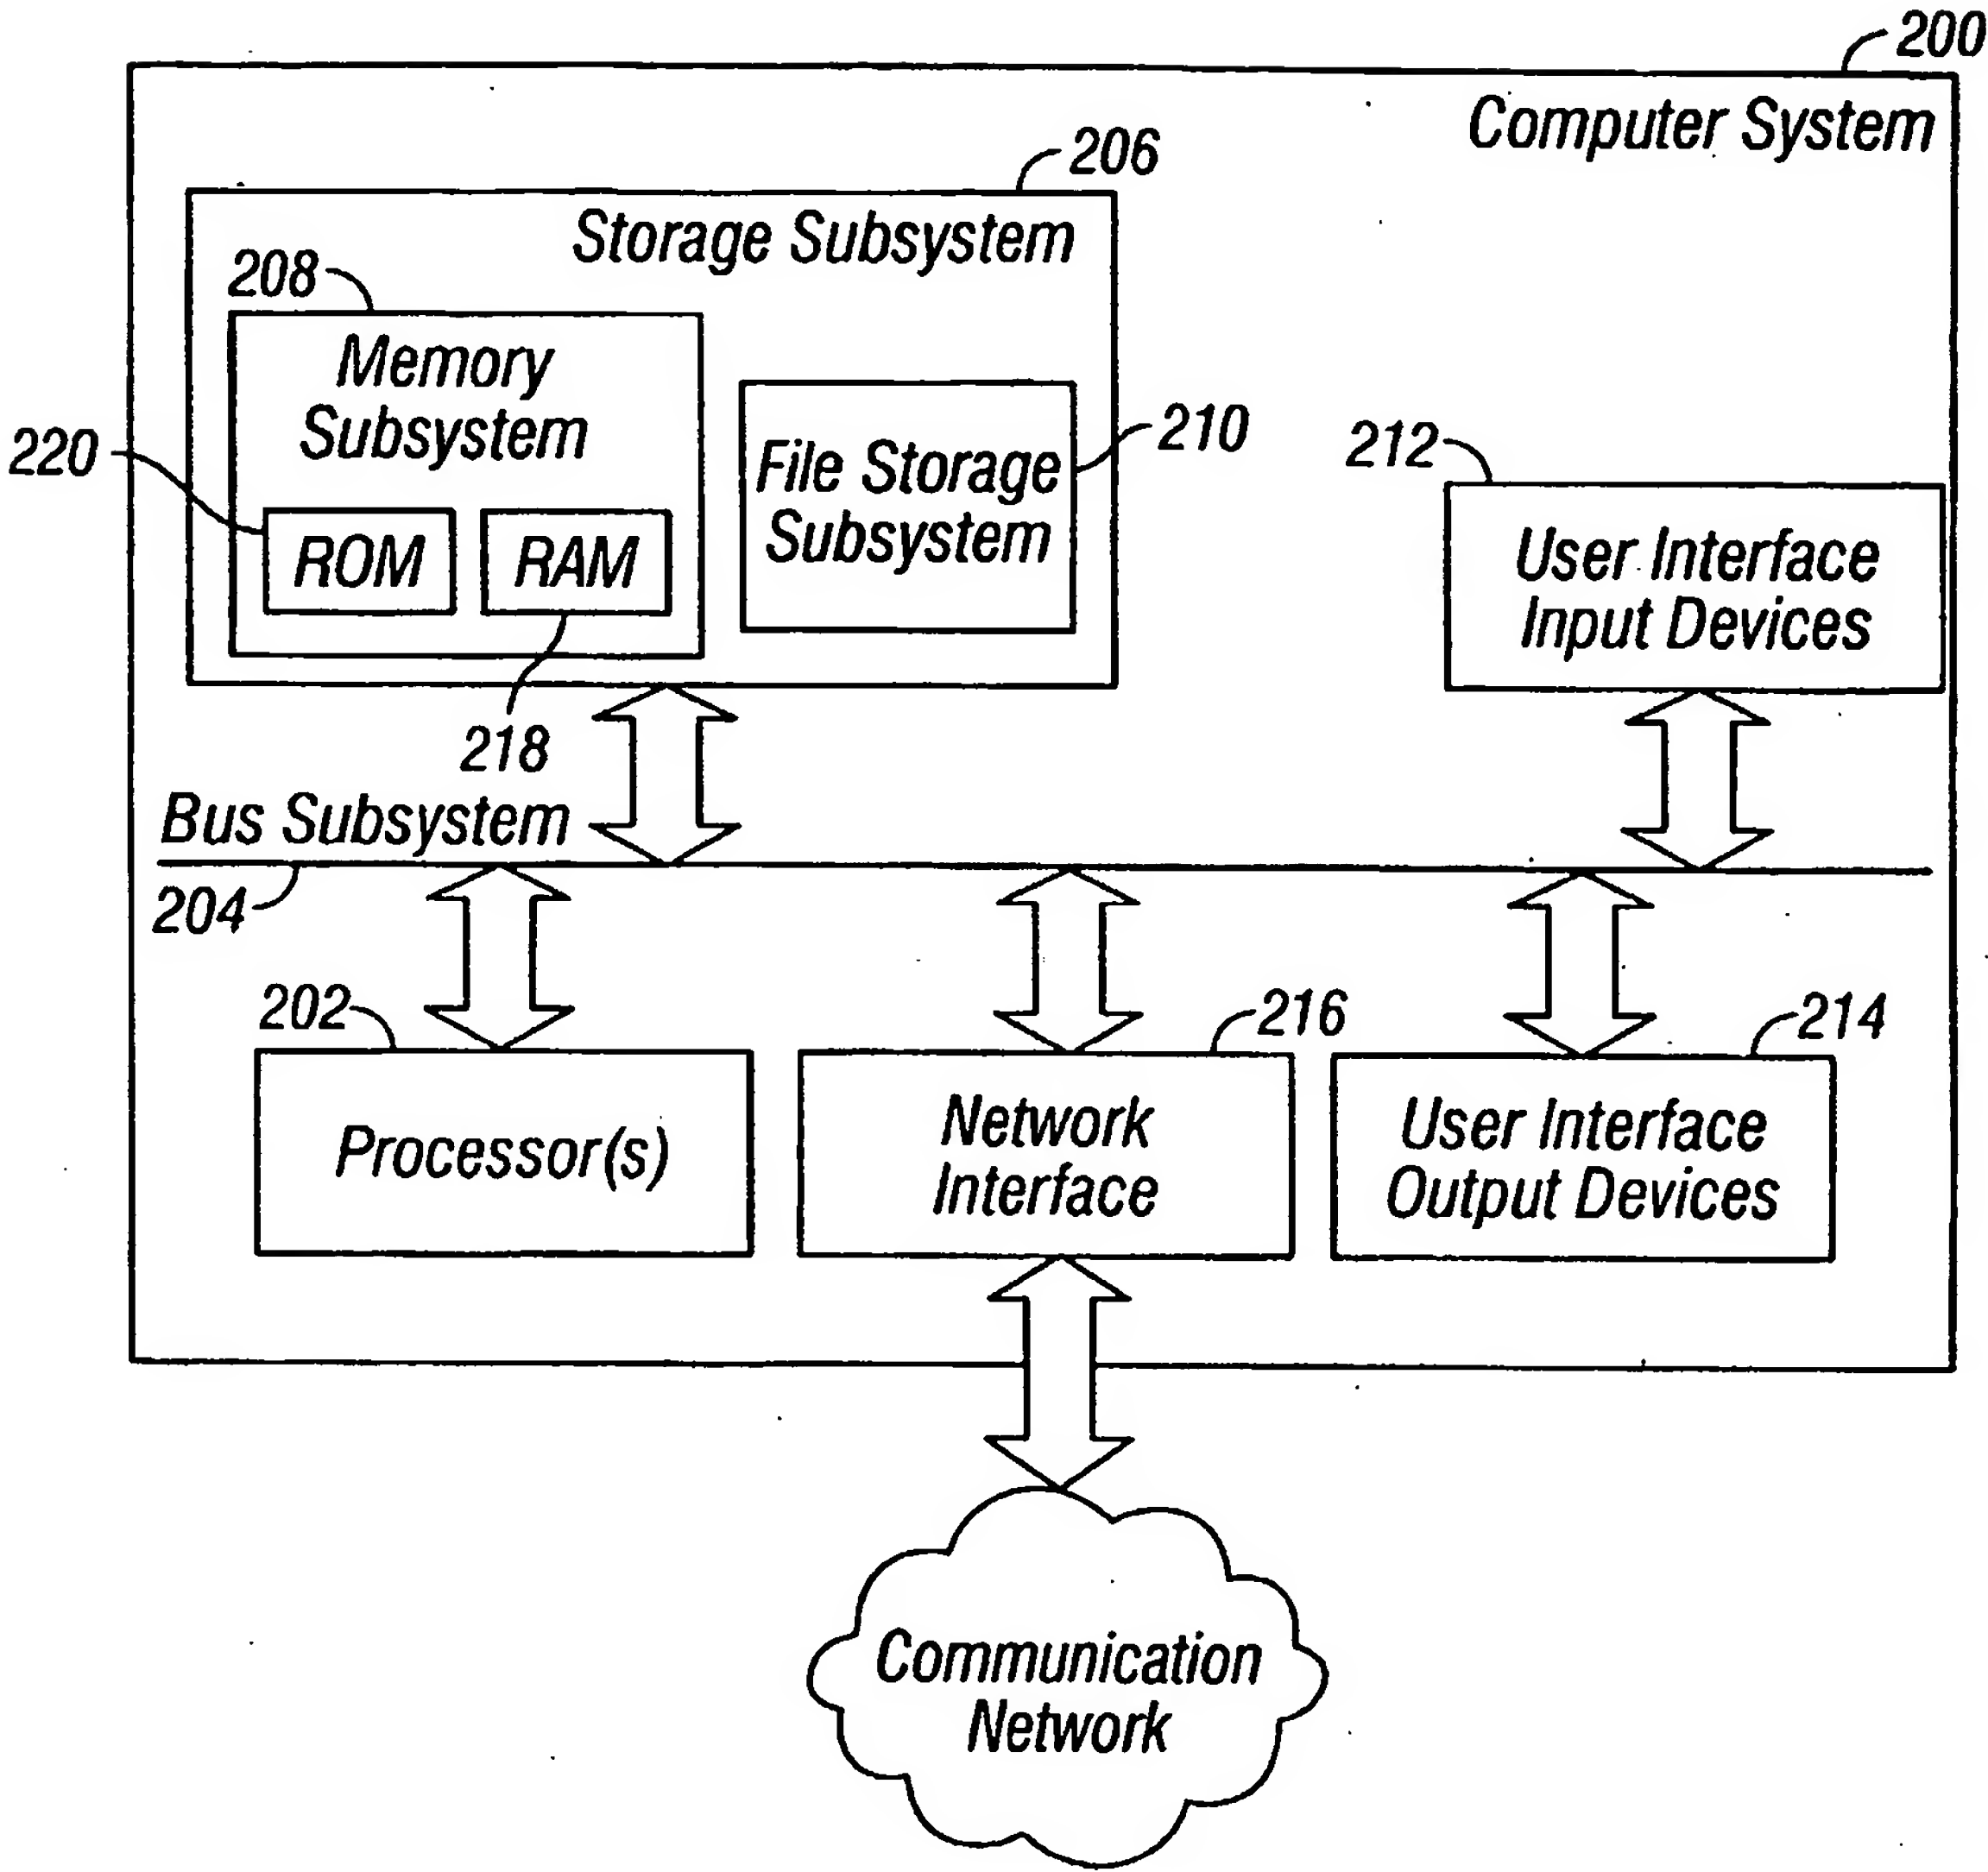 200
Computer System
206
Storage Subsystem
208
Memory
Subsystem
220
ROM
RAM
218
File Storage
Subsystem
210
212
User Interface
Input Devices
Bus Subsystem
204
202
Processor(s)
216
Network
Interface
214
User Interface
Output Devices
Communication
Network